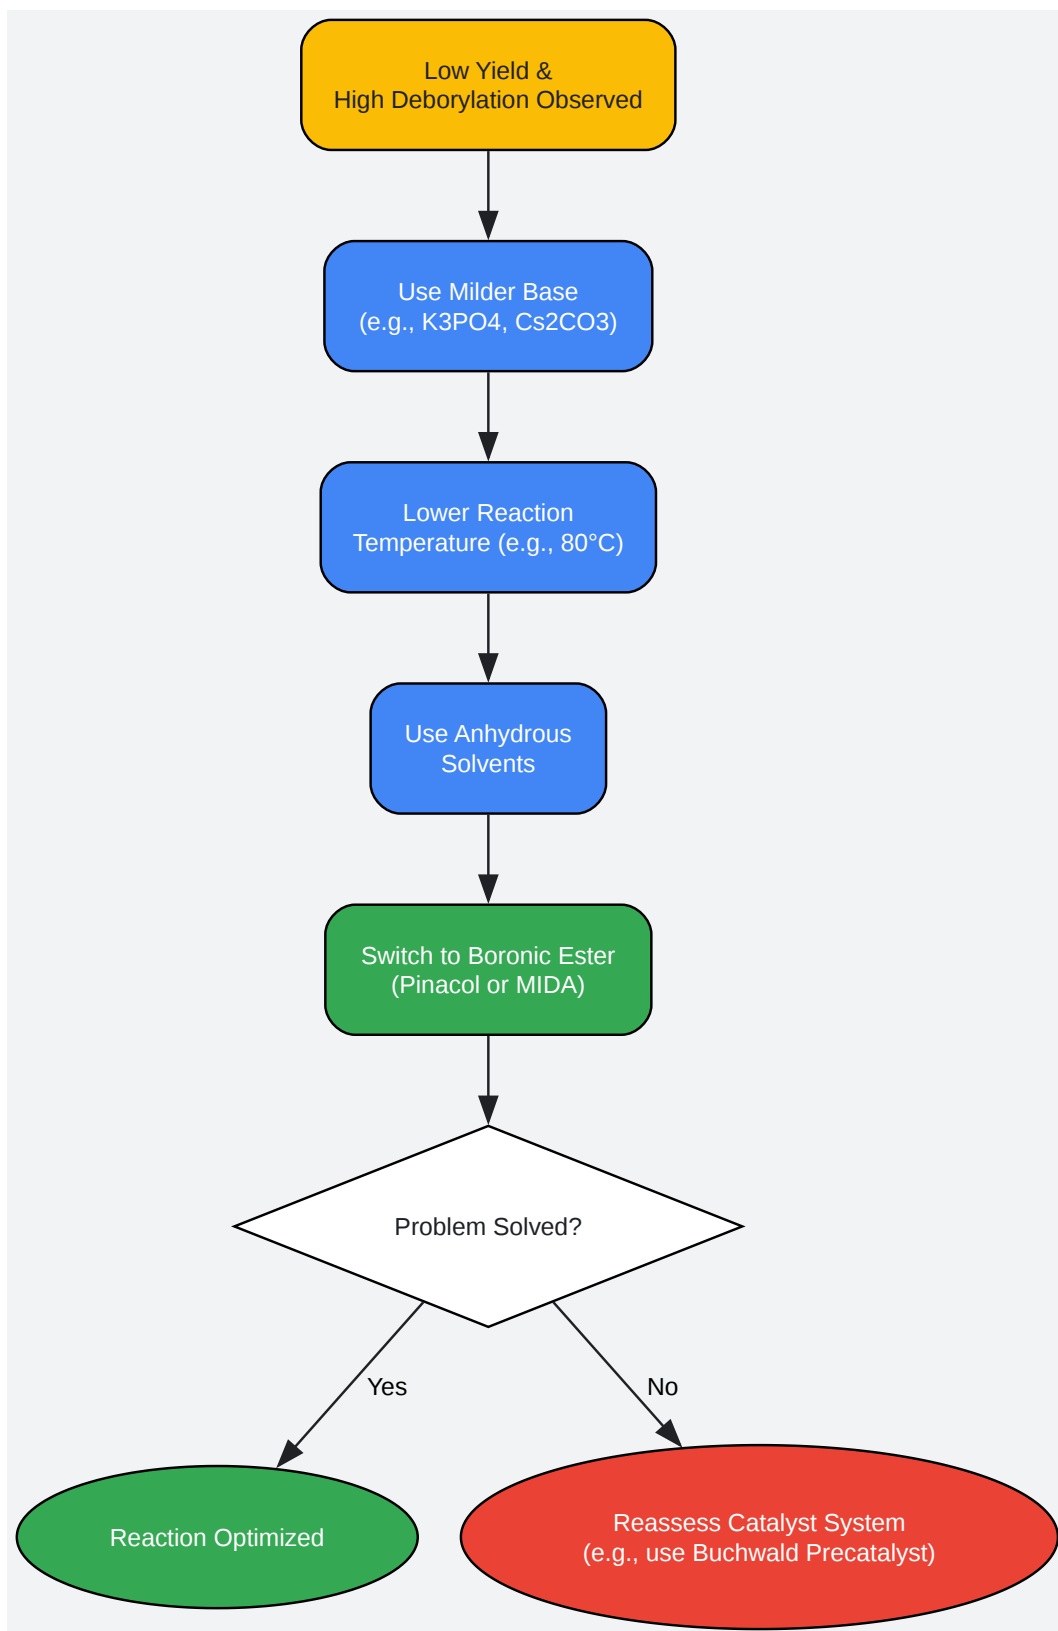 Low Yield &
High Deborylation Observed
Use Milder Base
(e.g., K3PO4, Cs2CO3)
Lower Reaction
Temperature (e.g., 80°C)
Use Anhydrous
Solvents
Switch to Boronic Ester
(Pinacol or MIDA)
Problem Solved?
Yes
No
Reaction Optimized
Reassess Catalyst System
(e.g., use Buchwald Precatalyst)